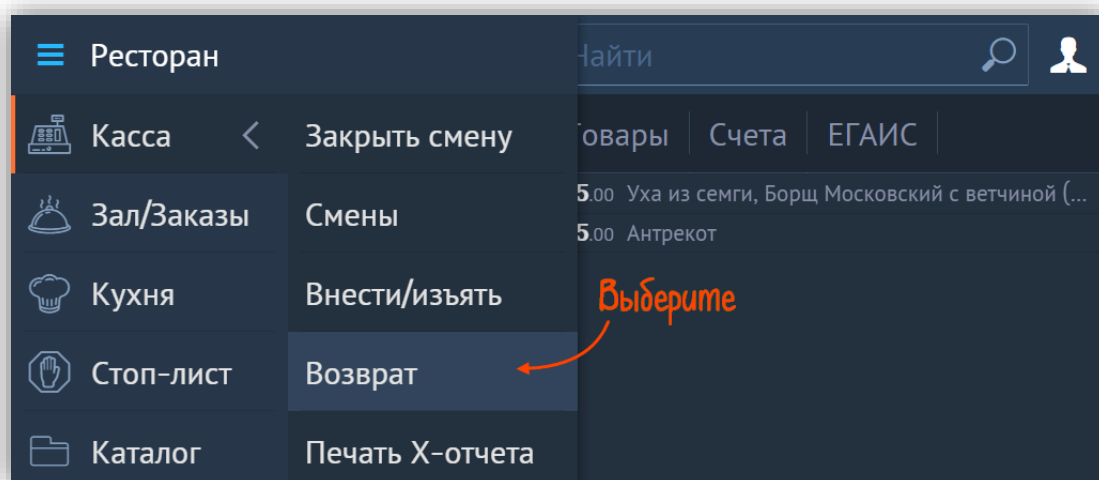 Ресторан
Найти
Касса
Закрыть смену
Товары Счета ЕГАИС
Зал/Заказы
Смены
5.00 Уха из семги, Борщ Московский с ветчиной (...
5.00 Антрекот
Кухня
Внести/изъять
Выберите
Стоп-лист
Возврат
Каталог
Печать X-отчета